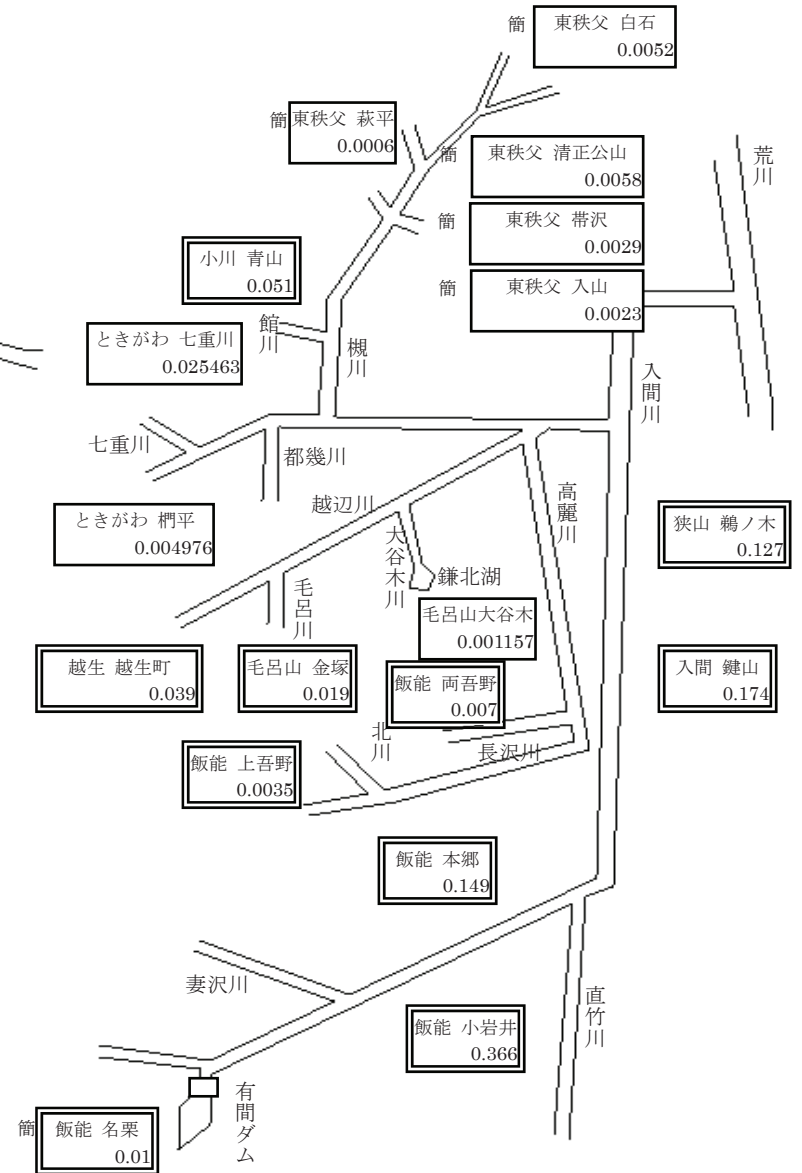 簡
東秩父 白石
0.0052
簡
東秩父 萩平
0.0006
簡
東秩父 清正公山
0.0058
荒川
簡
東秩父 帯沢
0.0029
小川 青山
0.051
簡
東秩父 入山
0.0023
ときがわ 七重川
0.025463
館川
槻川
入間川
七重川
都幾川
越辺川
高麗川
ときがわ 椚平
0.004976
狭山 鵜ノ木
0.127
大谷木川
鎌北湖
毛呂川
毛呂山大谷木
0.001157
越生 越生町
0.039
毛呂山 金塚
0.019
飯能 両吾野
0.007
入間 鍵山
0.174
北川
長沢川
飯能 上吾野
0.0035
飯能 本郷
0.149
妻沢川
直竹川
飯能 小岩井
0.366
有間ダム
簡
飯能 名栗
0.01